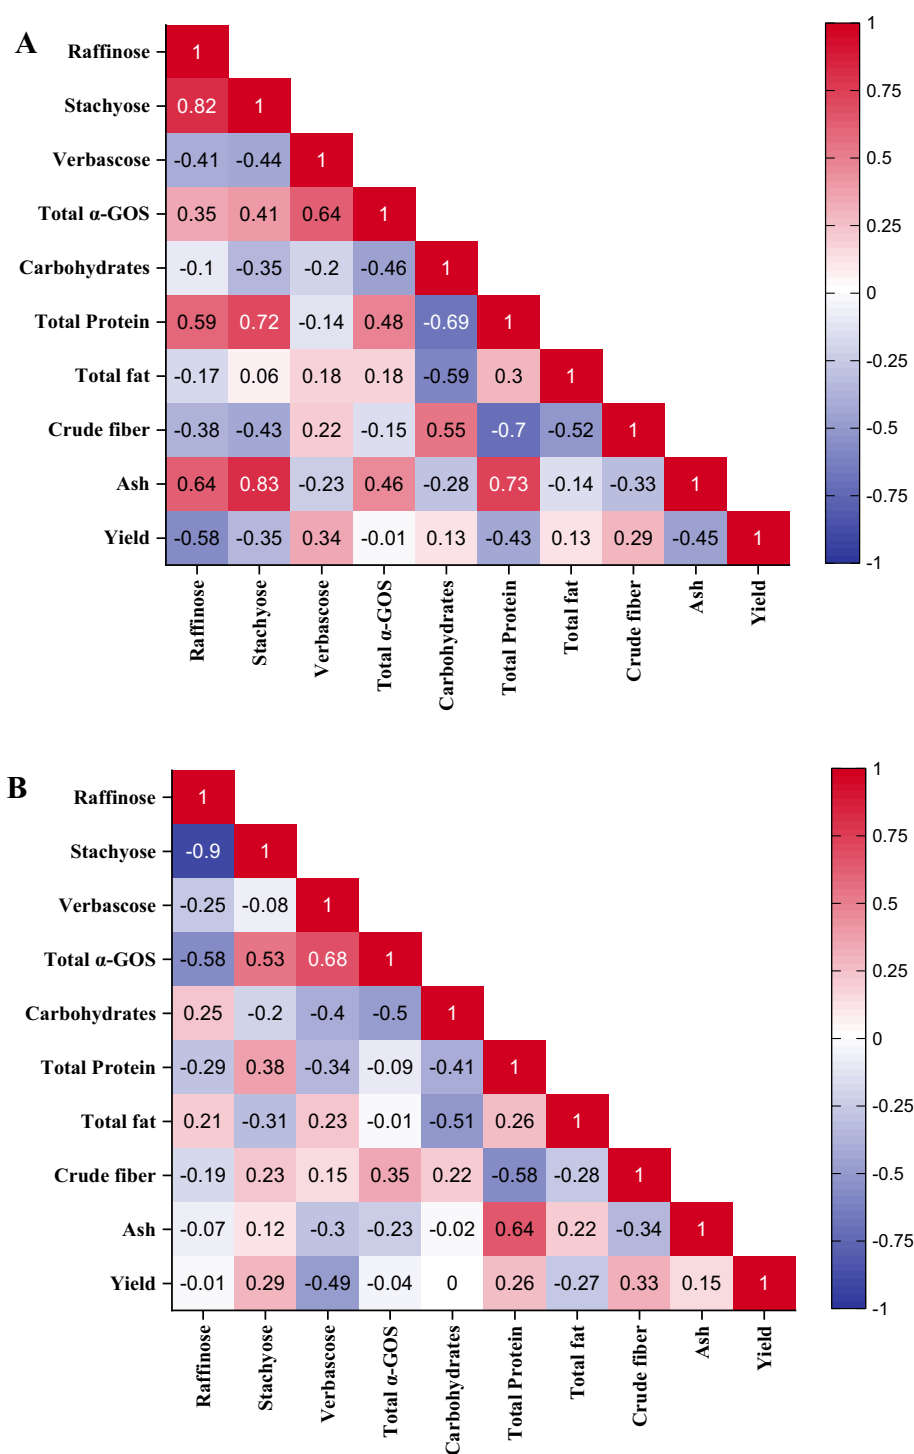 A
Raffinose 1
Stachyose 0.82 1
Verbascose -0.41 -0.44 1
Total α-GOS 0.35 0.41 0.64 1
Carbohydrates -0.1 -0.35 -0.2 -0.46 1
Total Protein 0.59 0.72 -0.14 0.48 -0.69 1
Total fat -0.17 0.06 0.18 0.18 -0.59 0.3 1
Crude fiber -0.38 -0.43 0.22 -0.15 0.55 -0.7 -0.52 1
Ash 0.64 0.83 -0.23 0.46 -0.28 0.73 -0.14 -0.33 1
Yield -0.58 -0.35 0.34 -0.01 0.13 -0.43 0.13 0.29 -0.45 1
Raffinose
Stachyose
Verbascose
Total α-GOS
Carbohydrates
Total Protein
Total fat
Crude fiber
Ash
Yield
1
0.75
0.5
0.25
0
-0.25
-0.5
-0.75
-1
B
Raffinose 1
Stachyose -0.9 1
Verbascose -0.25 -0.08 1
Total α-GOS -0.58 0.53 0.68 1
Carbohydrates 0.25 -0.2 -0.4 -0.5 1
Total Protein -0.29 0.38 -0.34 -0.09 -0.41 1
Total fat 0.21 -0.31 0.23 -0.01 -0.51 0.26 1
Crude fiber -0.19 0.23 0.15 0.35 0.22 -0.58 -0.28 1
Ash -0.07 0.12 -0.3 -0.23 -0.02 0.64 0.22 -0.34 1
Yield -0.01 0.29 -0.49 -0.04 0 0.26 -0.27 0.33 0.15 1
Raffinose
Stachyose
Verbascose
Total α-GOS
Carbohydrates
Total Protein
Total fat
Crude fiber
Ash
Yield
1
0.75
0.5
0.25
0
-0.25
-0.5
-0.75
-1